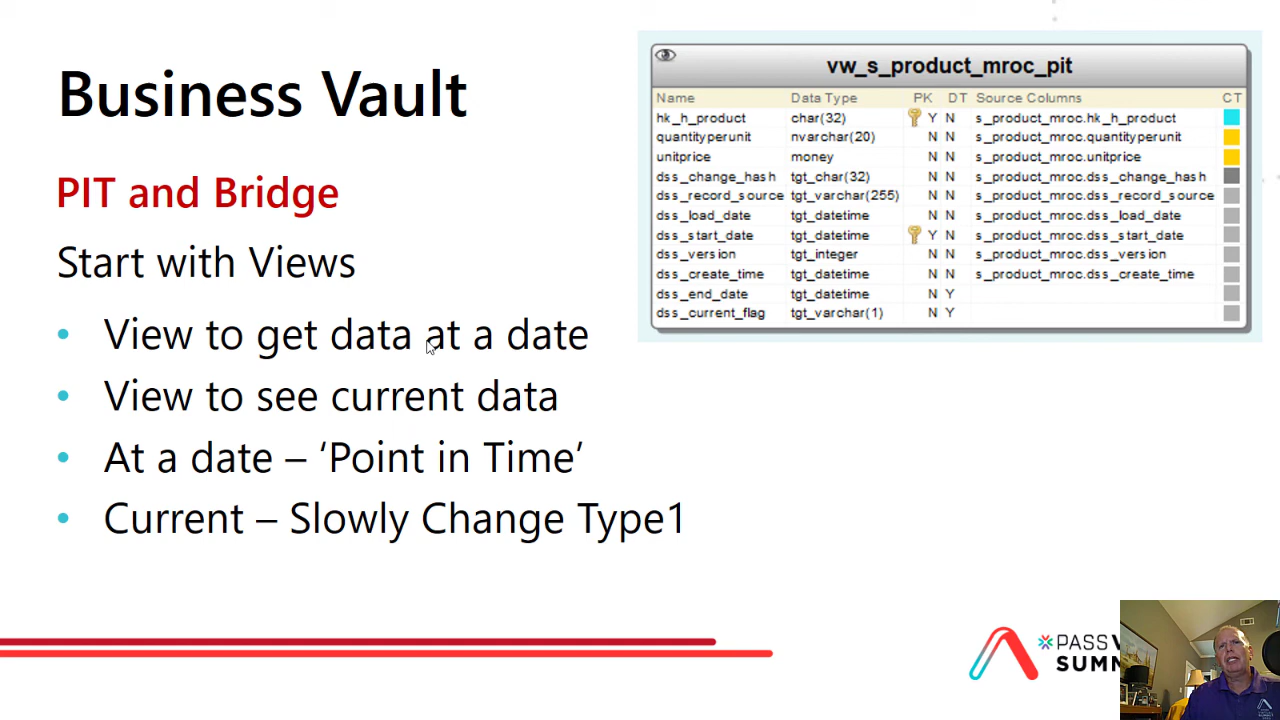 Business Vault
PIT and Bridge
Start with Views
• View to get data at a date
• View to see current data
• At a date – ‘Point in Time’
• Current – Slowly Change Type1
vw_s_product_mroc_pit
Name Data Type PK DT Source Columns CT
hk_h_product char(32) Y N s_product_mroc.hk_h_product
quantityperunit nvarchar(20) N N s_product_mroc.quantityperunit
unitprice money N N s_product_mroc.unitprice
dss_change_hash tgt_char(32) N N s_product_mroc.dss_change_hash
dss_record_source tgt_varchar(255) N N s_product_mroc.dss_record_source
dss_load_date tgt_datetime N N s_product_mroc.dss_load_date
dss_start_date tgt_datetime Y N s_product_mroc.dss_start_date
dss_version tgt_integer N N s_product_mroc.dss_version
dss_create_time tgt_datetime N N s_product_mroc.dss_create_time
dss_end_date tgt_datetime N Y
dss_current_flag tgt_varchar(1) N Y
PASS